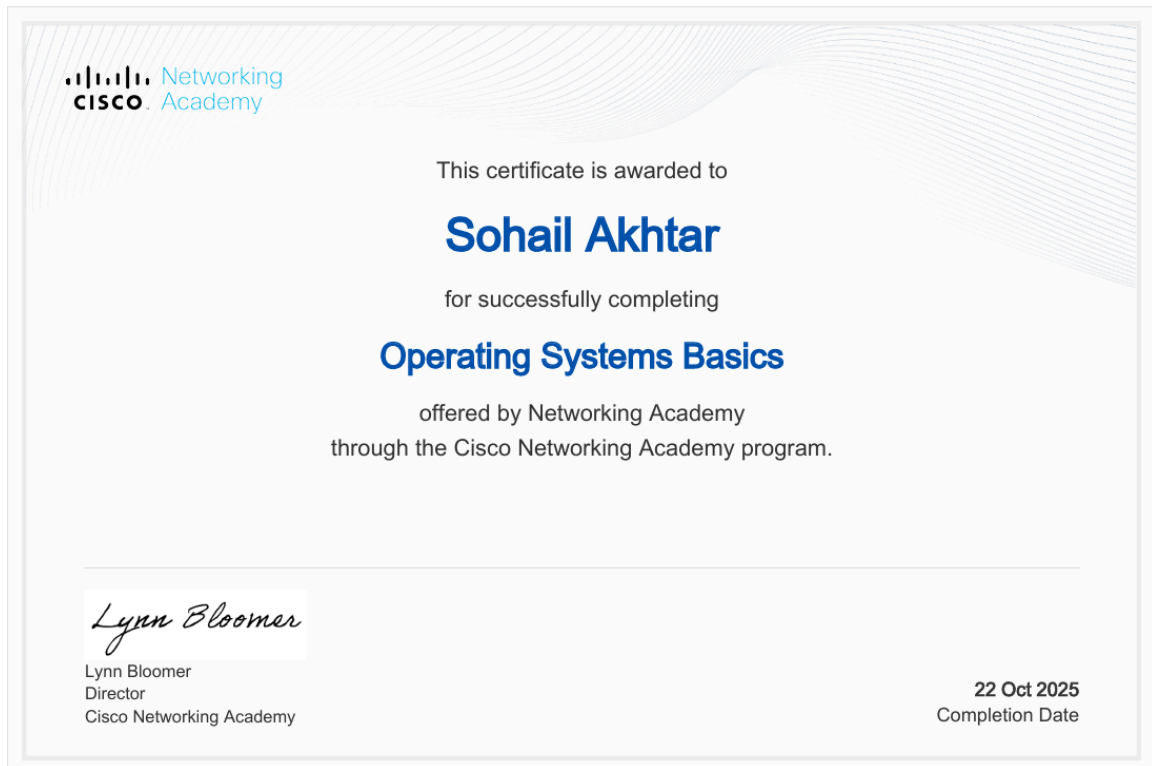 CISCO Networking
Academy
This certificate is awarded to
Sohail Akhtar
for successfully completing
Operating Systems Basics
offered by Networking Academy
through the Cisco Networking Academy program.
Lynn Bloomer
Lynn Bloomer
Director
Cisco Networking Academy
22 Oct 2025
Completion Date